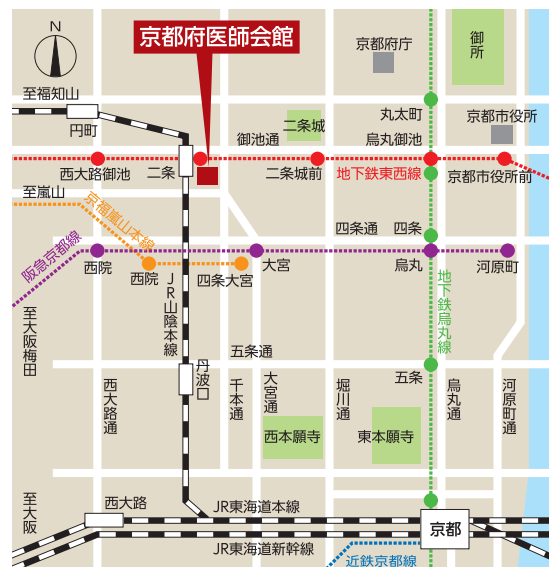 N
京都府医師会館
京都府庁
御所
至福知山
円町
丸太町
京都市役所
二条城
御池通
烏丸御池
西大路御池
二条
二条城前
地下鉄東西線
京都市役所前
至嵐山
京福嵐山本線
四条通
四条
阪急京都線
西院
西院
四条大宮
大宮
烏丸
河原町
JR山陰本線
地下鉄烏丸線
至大阪梅田
五条通
丹波口
五条
西大路通
千本通
大宮通
堀川通
烏丸通
河原町通
西本願寺
東本願寺
至大阪
西大路
JR東海道本線
京都
JR東海道新幹線
近鉄京都線